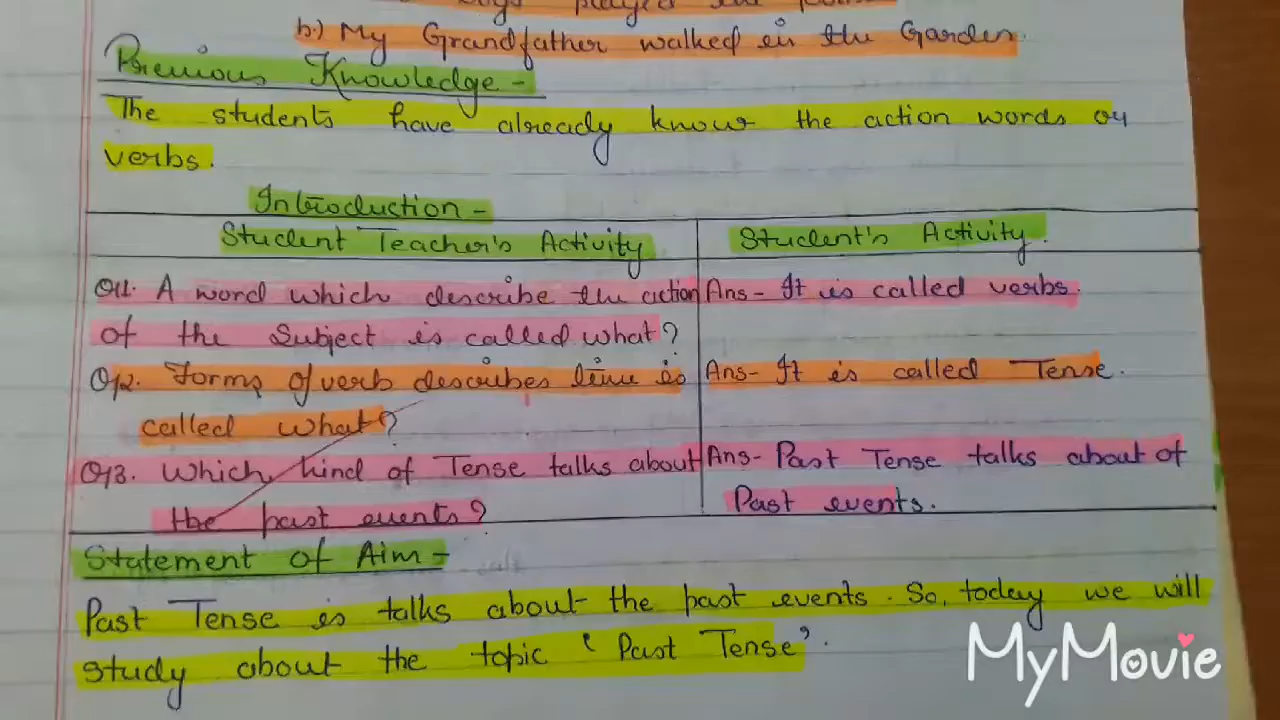 played the
b.) My Grandfather walked in the Garden.
Previous Knowledge -
The students have already know the action words or
verbs.
Introduction -
Student Teacher's Activity Student's Activity.
Q1. A word which describe the action Ans- It is called verbs.
of the Subject is called what?
Q2. Forms of verb describes time is Ans- It is called Tense.
called what?
Q3. Which kind of Tense talks about Ans- Past Tense talks about of
the past events? Past events.
Statement of Aim -
Past Tense is talks about the past events. So, today we will
study about the topic 'Past Tense'.
MyMovie